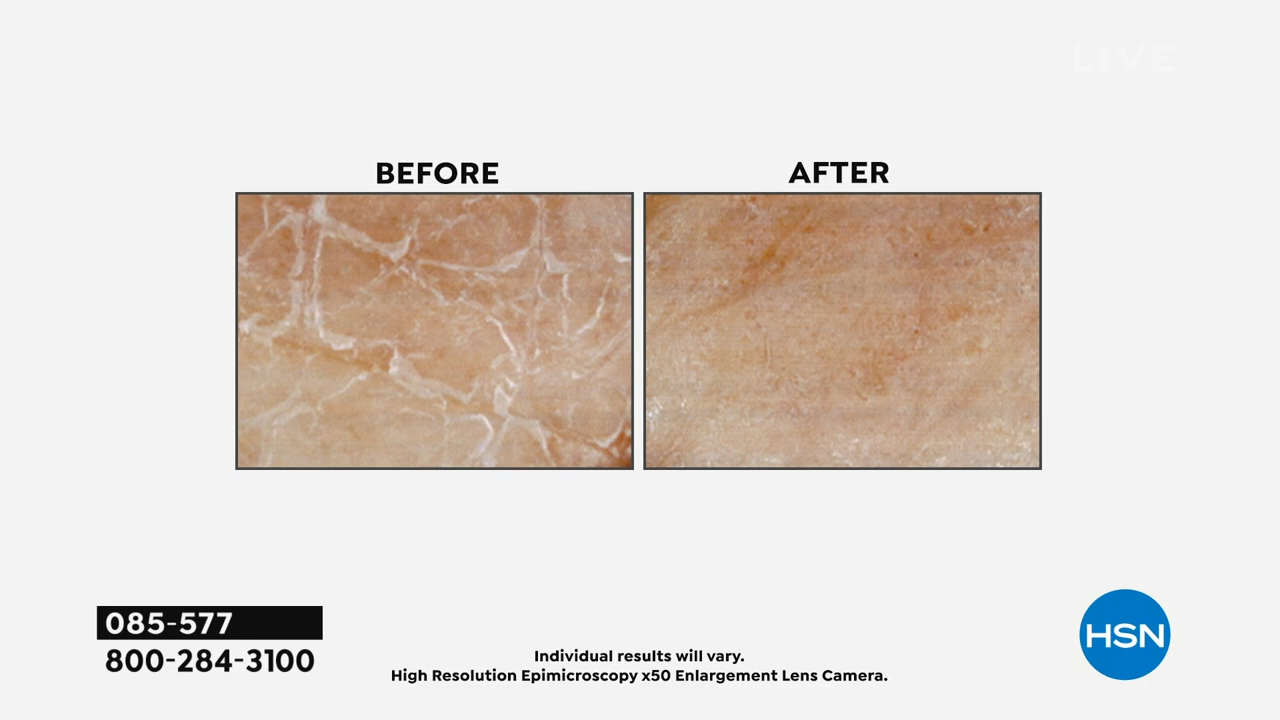 LIVE
BEFORE
AFTER
085-577
800-284-3100
Individual results will vary.
High Resolution Epimicroscopy x50 Enlargement Lens Camera.
HSN